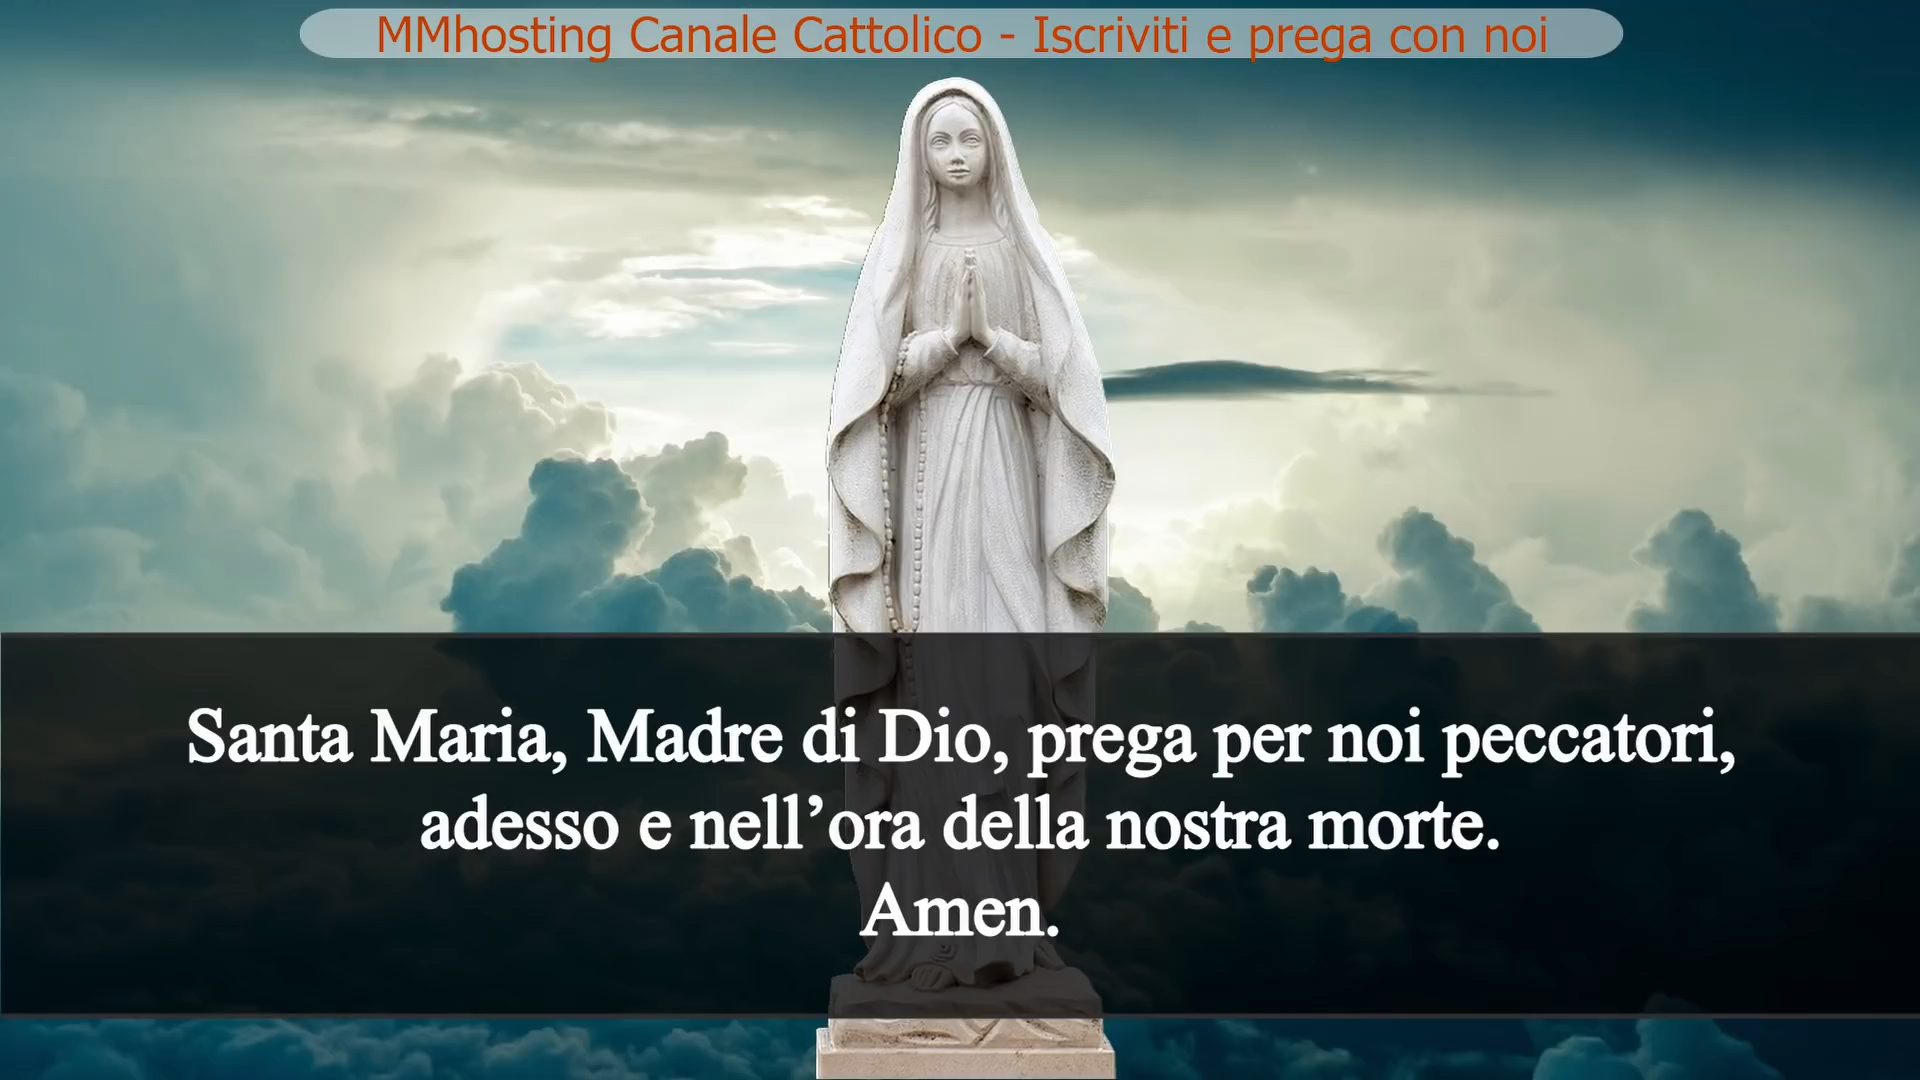 MMhosting Canale Cattolico - Iscriviti e prega con noi
Santa Maria, Madre di Dio, prega per noi peccatori,
adesso e nell’ora della nostra morte.
Amen.